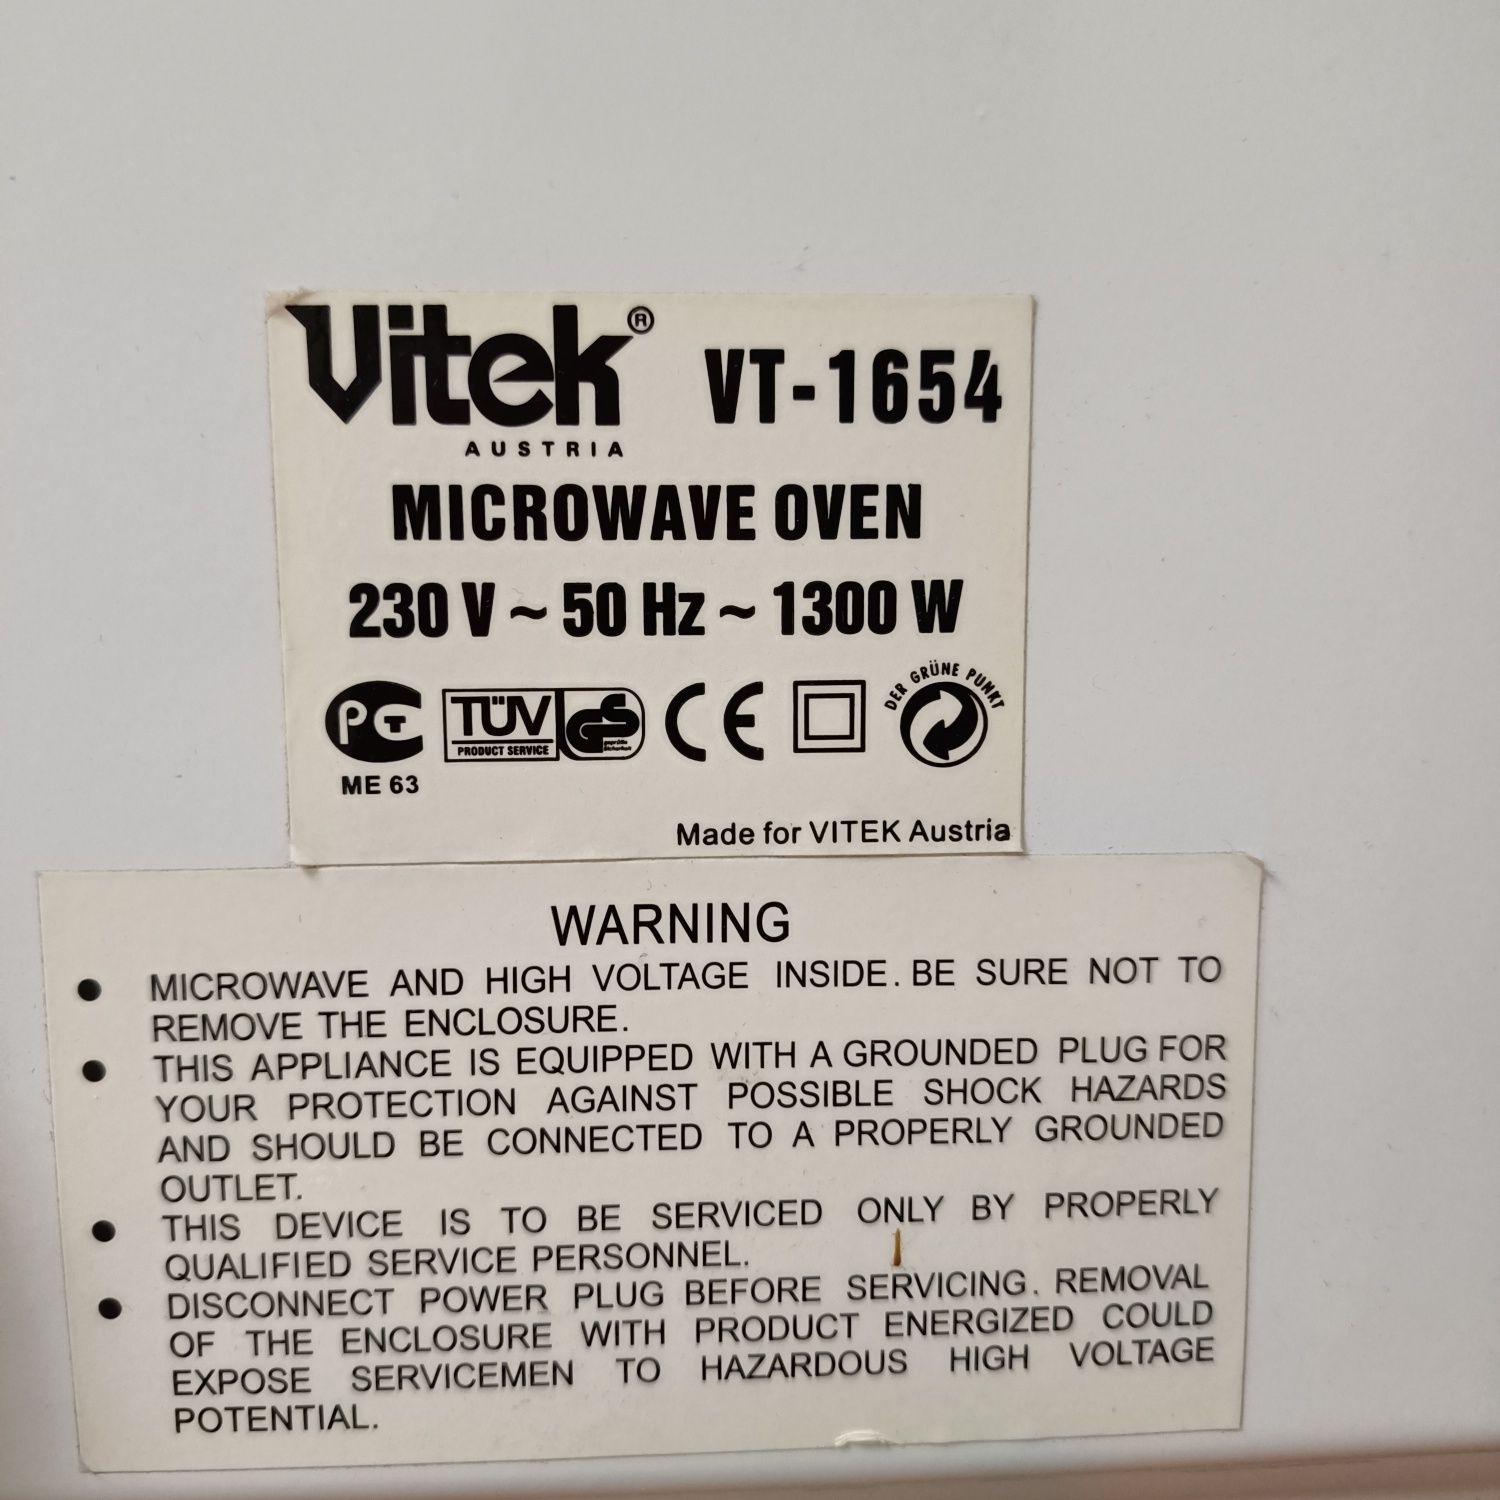 Vitek® VT-1654
AUSTRIA
MICROWAVE OVEN
230 V ~ 50 Hz ~ 1300 W
DER GRÜNE PUNKT
PCT TÜV GS CE
PRODUCT SERVICE geprüfte Sicherheit
ME 63
Made for VITEK Austria
WARNING
● MICROWAVE AND HIGH VOLTAGE INSIDE. BE SURE NOT TO
REMOVE THE ENCLOSURE.
● THIS APPLIANCE IS EQUIPPED WITH A GROUNDED PLUG FOR
YOUR PROTECTION AGAINST POSSIBLE SHOCK HAZARDS
AND SHOULD BE CONNECTED TO A PROPERLY GROUNDED
OUTLET.
● THIS DEVICE IS TO BE SERVICED ONLY BY PROPERLY
QUALIFIED SERVICE PERSONNEL.
● DISCONNECT POWER PLUG BEFORE SERVICING. REMOVAL
OF THE ENCLOSURE WITH PRODUCT ENERGIZED COULD
EXPOSE SERVICEMEN TO HAZARDOUS HIGH VOLTAGE
POTENTIAL.